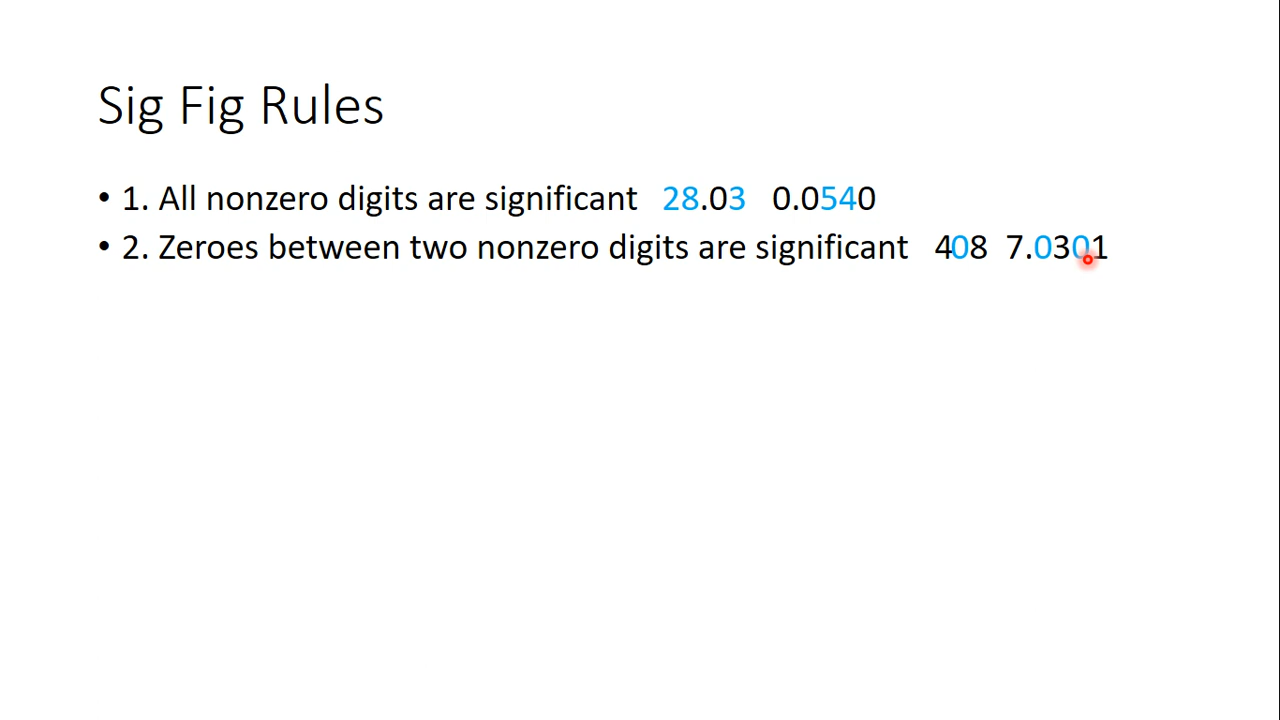 Sig Fig Rules
• 1. All nonzero digits are significant 28.03 0.0540
• 2. Zeroes between two nonzero digits are significant 408 7.0301